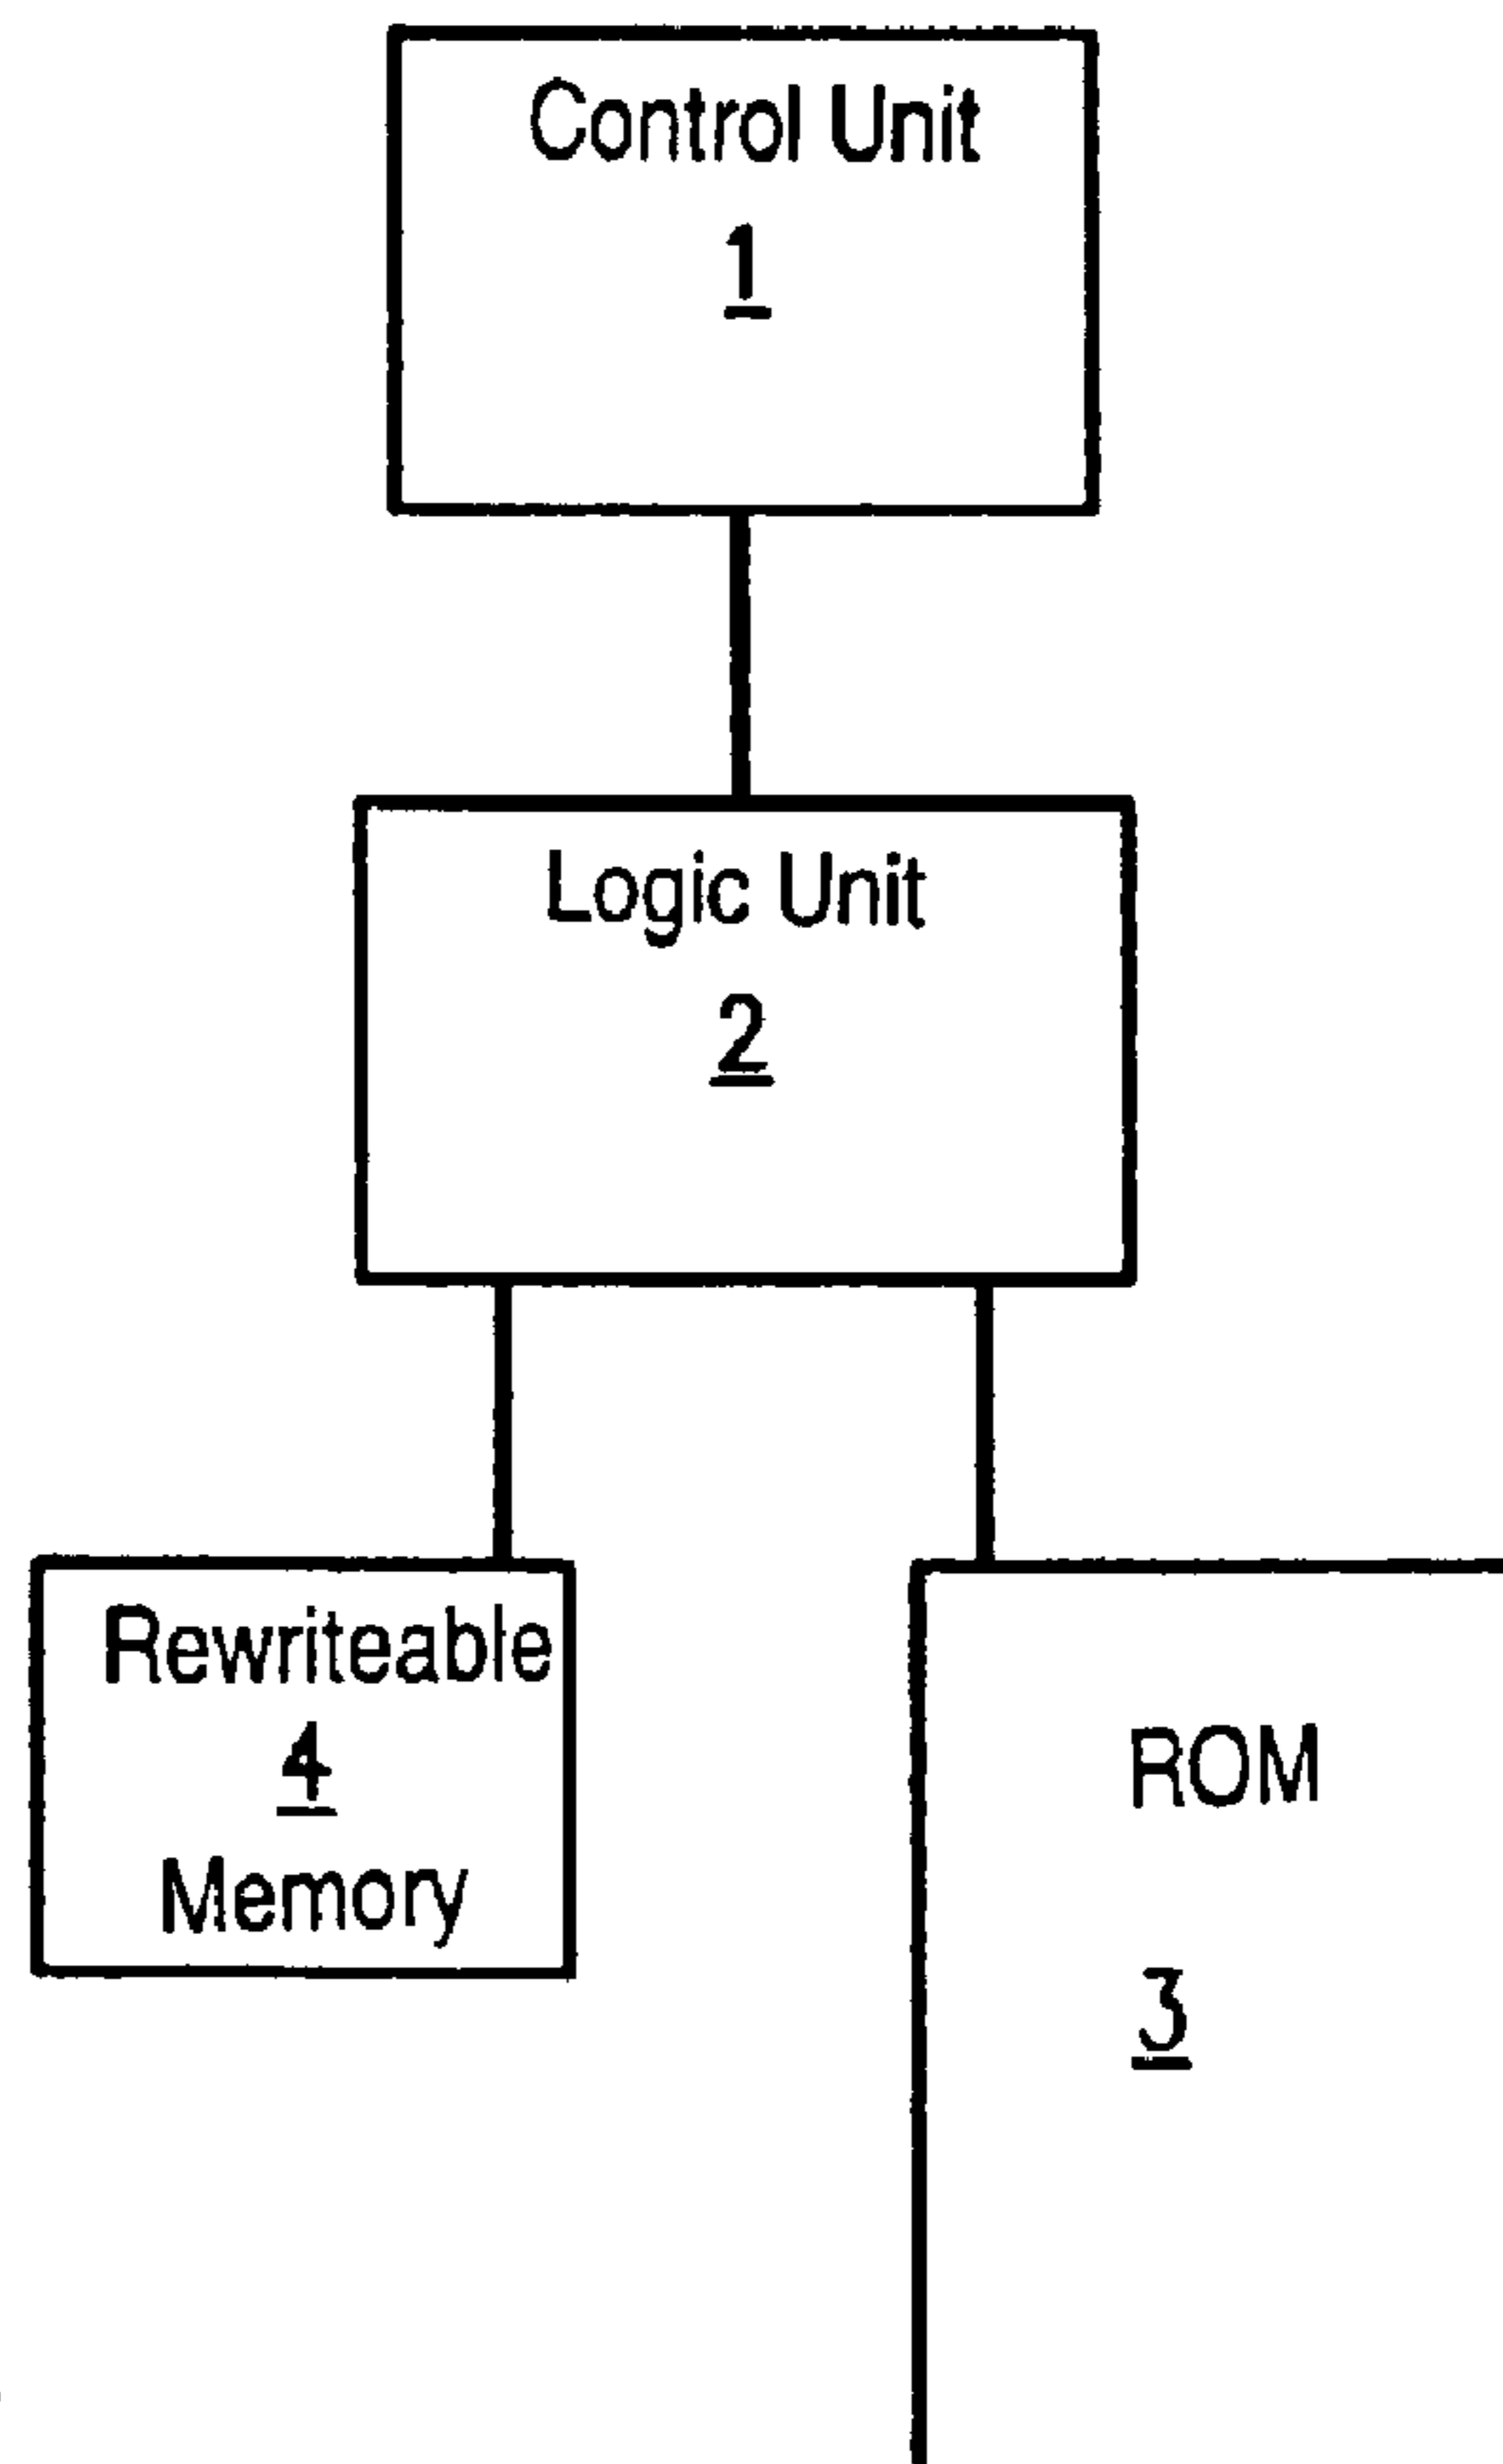 Control Unit
1
Logic Unit
2
Rewriteable
4
Memory
ROM
3